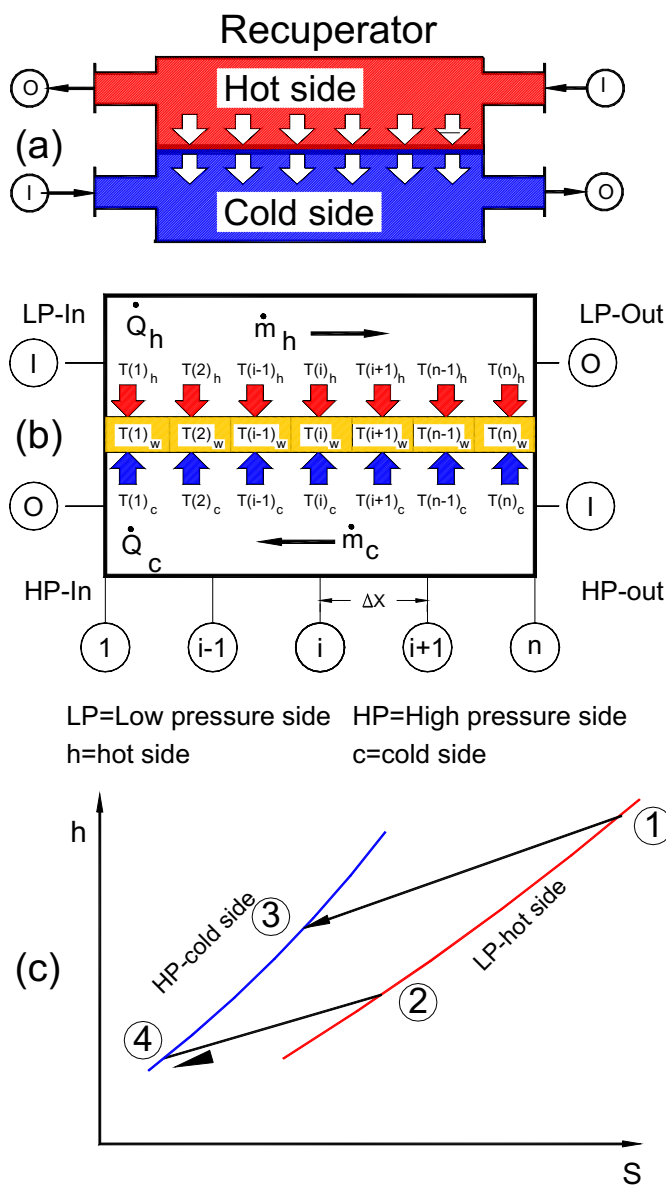 Recuperator
O
Hot side
I
(a)
I
Cold side
O
LP-In
Q̇h
ṁh
LP-Out
I
T(1)h T(2)h T(i-1)h T(i)h T(i+1)h T(n-1)h T(n)h
O
(b)
T(1)w T(2)w T(i-1)w T(i)w T(i+1)w T(n-1)w T(n)w
O
T(1)c T(2)c T(i-1)c T(i)c T(i+1)c T(n-1)c T(n)c
I
Q̇c
ṁc
HP-In
ΔX
HP-out
1 i-1 i i+1 n
LP=Low pressure side HP=High pressure side
h=hot side c=cold side
h
1
3
HP-cold side
LP-hot side
(c)
2
4
S